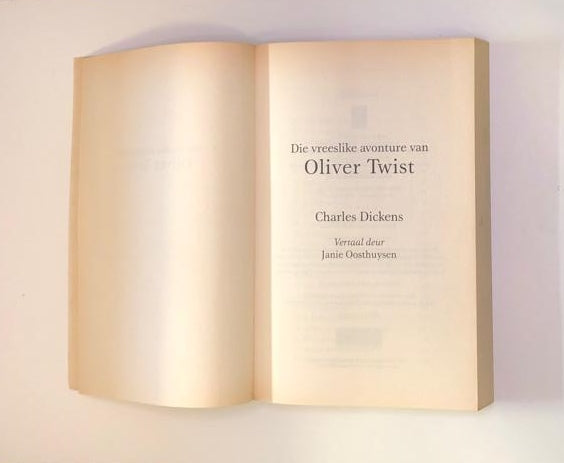 Die vreeslike avonture van
Oliver Twist
Charles Dickens
Vertaal deur
Janie Oosthuysen